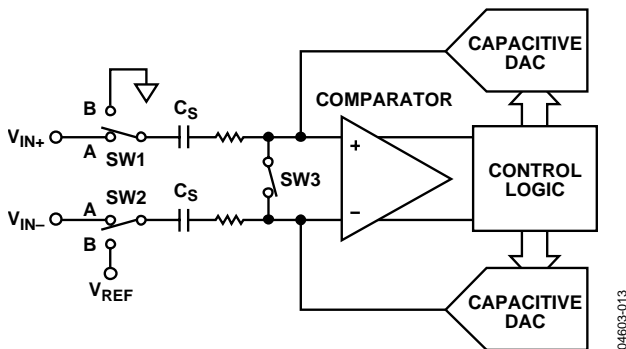 CAPACITIVE
DAC
COMPARATOR
B
CS
VIN+
A
SW1
+
SW3
CONTROL
LOGIC
SW2
CS
VIN–
A
B
–
VREF
CAPACITIVE
DAC
04603-013